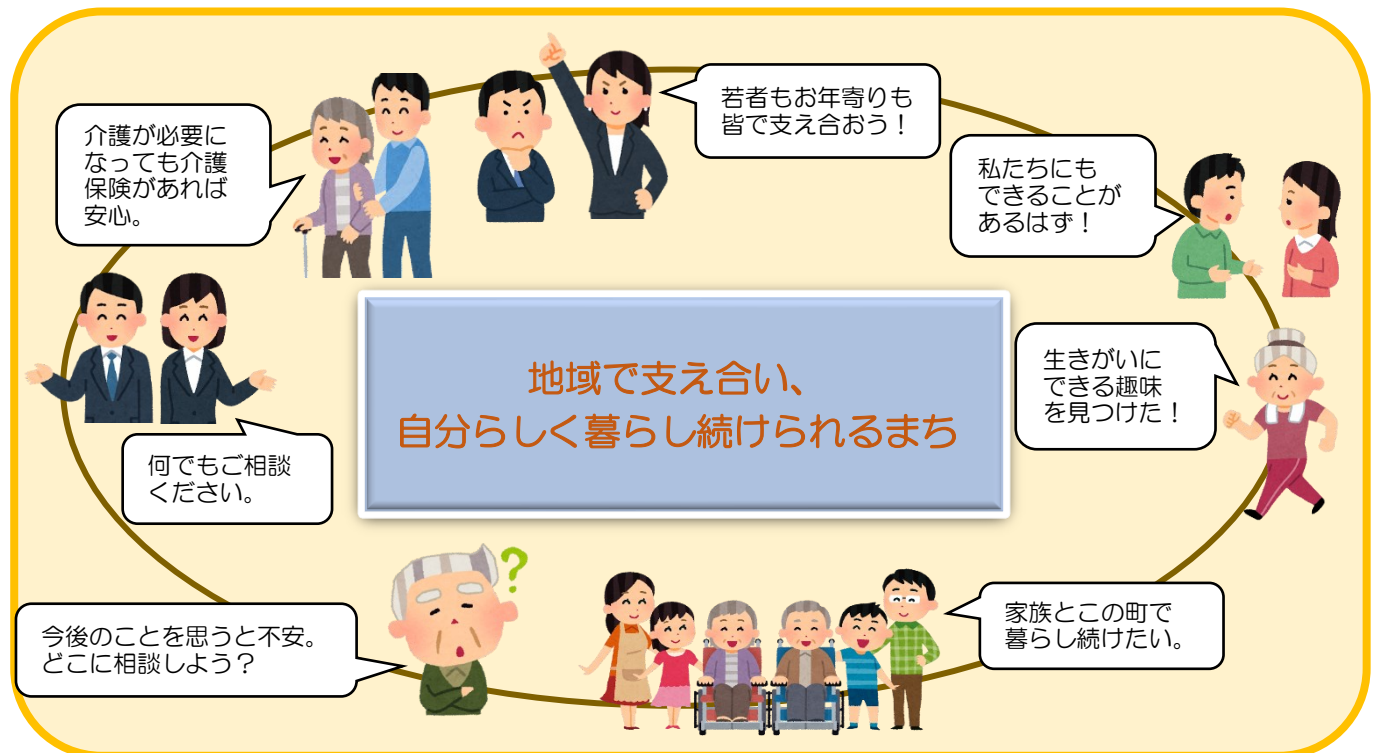 若者もお年寄りも
皆で支え合おう！
介護が必要に
なっても介護
保険があれば
安心。
私たちにも
できることが
あるはず！
地域で支え合い、
自分らしく暮らし続けられるまち
生きがいに
できる趣味
を見つけた！
何でもご相談
ください。
今後のことを思うと不安。
どこに相談しよう？
家族とこの町で
暮らし続けたい。